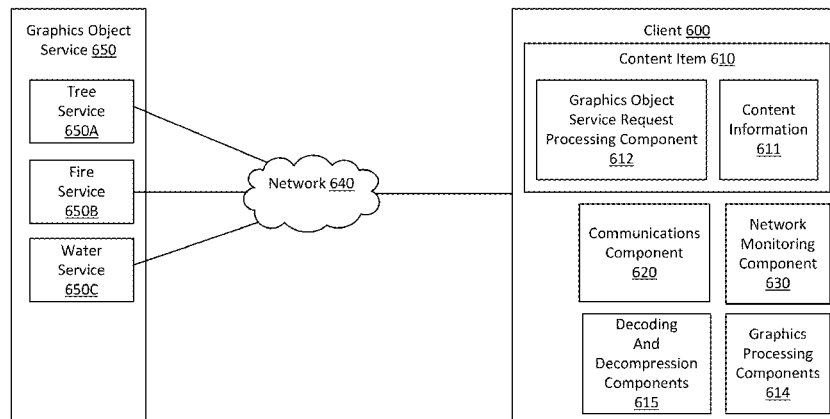 Graphics Object
Service 650
Tree
Service
650A
Fire
Service
650B
Water
Service
650C
Network 640
Client 600
Content Item 610
Graphics Object
Service Request
Processing Component
612
Content
Information
611
Communications
Component
620
Network
Monitoring
Component
630
Decoding
And
Decompression
Components
615
Graphics
Processing
Components
614